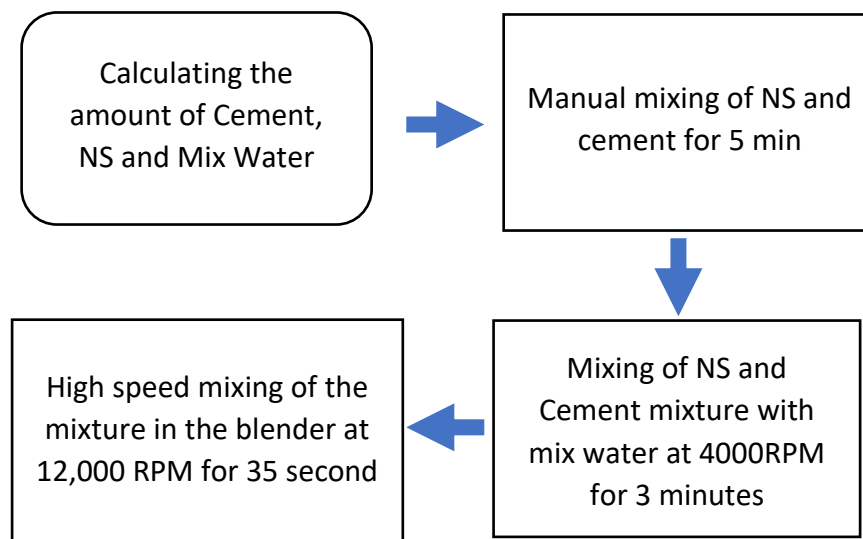 Calculating the
amount of Cement,
NS and Mix Water
Manual mixing of NS and
cement for 5 min
Mixing of NS and
Cement mixture with
mix water at 4000RPM
for 3 minutes
High speed mixing of the
mixture in the blender at
12,000 RPM for 35 second